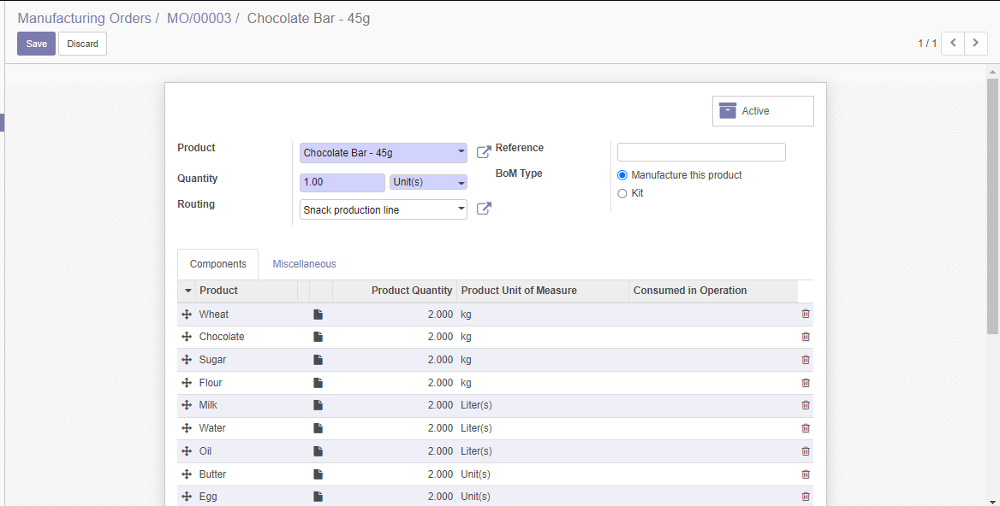 Manufacturing Orders / MO/00003 / Chocolate Bar - 45g
Save Discard 1 / 1
Active
Product Chocolate Bar - 45g Reference
Quantity 1.00 Unit(s) BoM Type Manufacture this product
Kit
Routing Snack production line
Components Miscellaneous
Product Product Quantity Product Unit of Measure Consumed in Operation
Wheat 2.000 kg
Chocolate 2.000 kg
Sugar 2.000 kg
Flour 2.000 kg
Milk 2.000 Liter(s)
Water 2.000 Liter(s)
Oil 2.000 Liter(s)
Butter 2.000 Unit(s)
Egg 2.000 Unit(s)